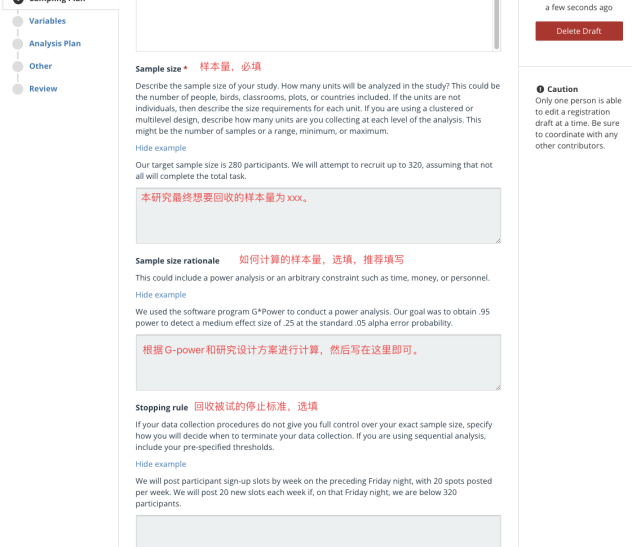 Sampling Plan
Variables
Analysis Plan
Other
Review
Sample size * 样本量，必填
Describe the sample size of your study. How many units will be analyzed in the study? This could be
the number of people, birds, classrooms, plots, or countries included. If the units are not
individuals, then describe the size requirements for each unit. If you are using a clustered or
multilevel design, describe how many units are you collecting at each level of the analysis. This
might be the number of samples or a range, minimum, or maximum.
Hide example
Our target sample size is 280 participants. We will attempt to recruit up to 320, assuming that not
all will complete the total task.
本研究最终想要回收的样本量为 xxx。
Sample size rationale 如何计算的样本量，选填，推荐填写
This could include a power analysis or an arbitrary constraint such as time, money, or personnel.
Hide example
We used the software program G*Power to conduct a power analysis. Our goal was to obtain .95
power to detect a medium effect size of .25 at the standard .05 alpha error probability.
根据 G-power和研究设计方案进行计算，然后写在这里即可。
Stopping rule 回收被试的停止标准，选填
If your data collection procedures do not give you full control over your exact sample size, specify
how you will decide when to terminate your data collection. If you are using sequential analysis,
include your pre-specified thresholds.
Hide example
We will post participant sign-up slots by week on the preceding Friday night, with 20 spots posted
per week. We will post 20 new slots each week if, on that Friday night, we are below 320
participants.
a few seconds ago
Delete Draft
Caution
Only one person is able
to edit a registration
draft at a time. Be sure
to coordinate with any
other contributors.